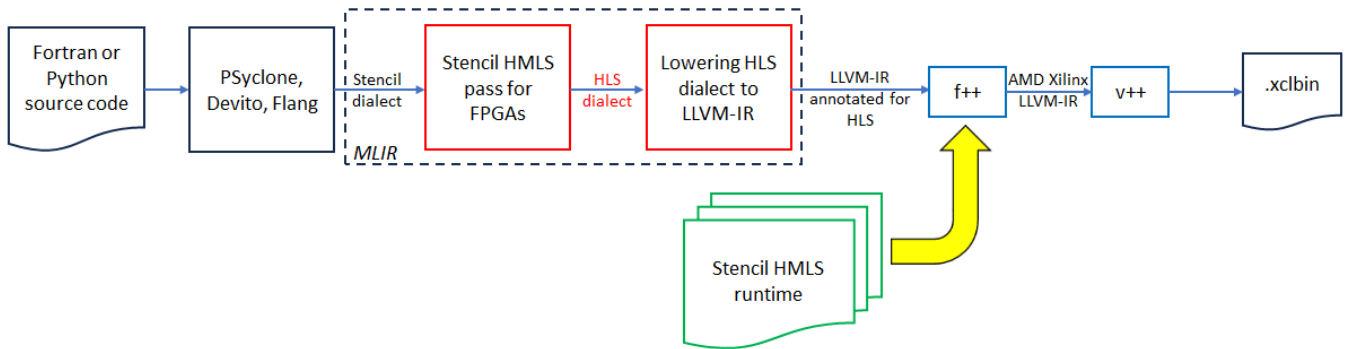 Fortran or
Python
source code
PSyclone,
Devito, Flang
Stencil
dialect
Stencil HMLS
pass for
FPGAs
HLS
dialect
Lowering HLS
dialect to
LLVM-IR
MLIR
LLVM-IR
annotated for
HLS
f++
AMD Xilinx
LLVM-IR
v++
.xclbin
Stencil HMLS
runtime